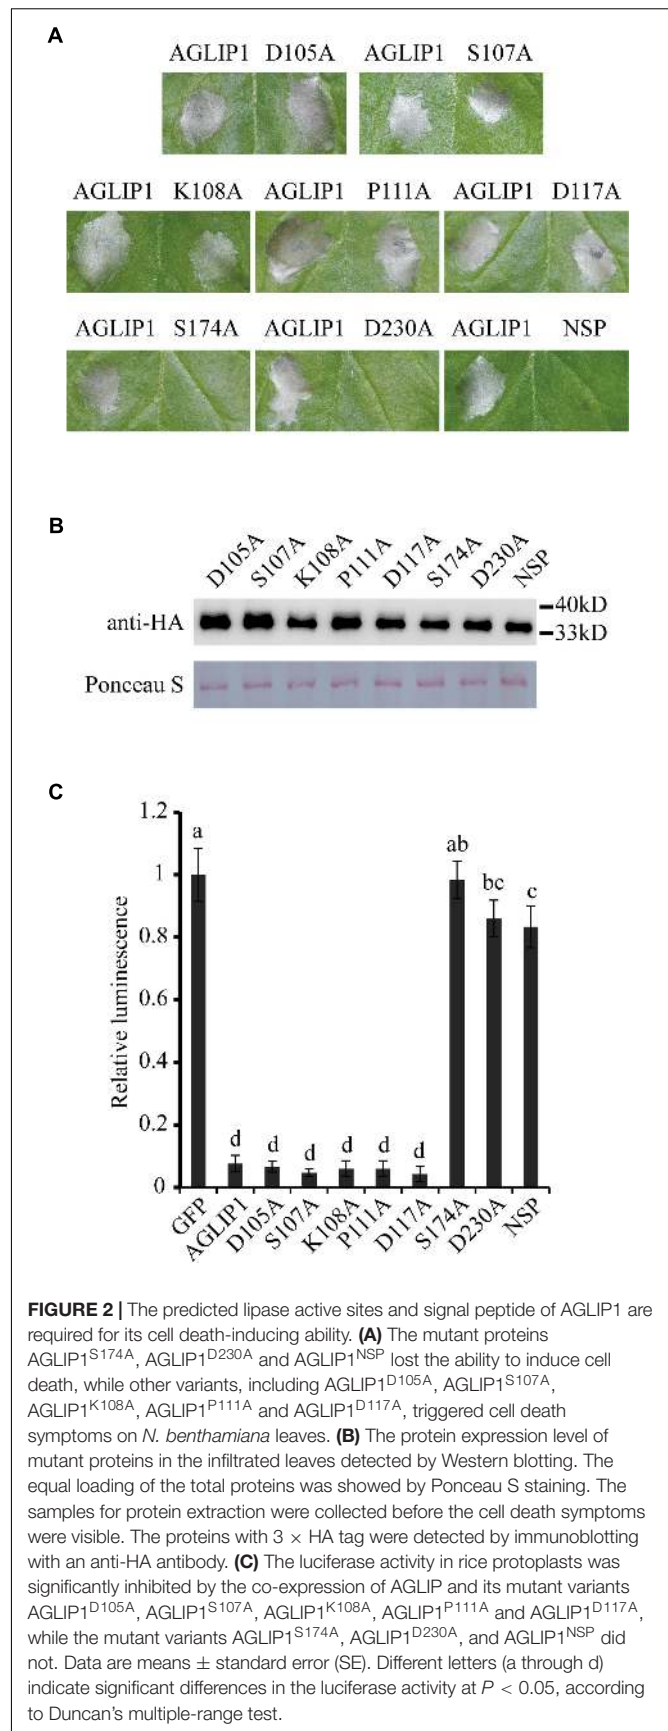 A
AGLIP1 D105A AGLIP1 S107A
AGLIP1 K108A AGLIP1 P111A AGLIP1 D117A
AGLIP1 S174A AGLIP1 D230A AGLIP1 NSP
B
D105A S107A K108A P111A D117A S174A D230A NSP
anti-HA
40kD
33kD
Ponceau S
C
Relative luminescence
1.2
1
0.8
0.6
0.4
0.2
0
a d d d d d d ab bc c
GFP AGLIP1 D105A S107A K108A P111A D117A S174A D230A NSP
FIGURE 2 | The predicted lipase active sites and signal peptide of AGLIP1 are
required for its cell death-inducing ability. (A) The mutant proteins
AGLIP1S174A, AGLIP1D230A and AGLIP1NSP lost the ability to induce cell
death, while other variants, including AGLIP1D105A, AGLIP1S107A,
AGLIP1K108A, AGLIP1P111A and AGLIP1D117A, triggered cell death
symptoms on N. benthamiana leaves. (B) The protein expression level of
mutant proteins in the infiltrated leaves detected by Western blotting. The
equal loading of the total proteins was showed by Ponceau S staining. The
samples for protein extraction were collected before the cell death symptoms
were visible. The proteins with 3 × HA tag were detected by immunoblotting
with an anti-HA antibody. (C) The luciferase activity in rice protoplasts was
significantly inhibited by the co-expression of AGLIP and its mutant variants
AGLIP1D105A, AGLIP1S107A, AGLIP1K108A, AGLIP1P111A and AGLIP1D117A,
while the mutant variants AGLIP1S174A, AGLIP1D230A, and AGLIP1NSP did
not. Data are means ± standard error (SE). Different letters (a through d)
indicate significant differences in the luciferase activity at P < 0.05, according
to Duncan's multiple-range test.